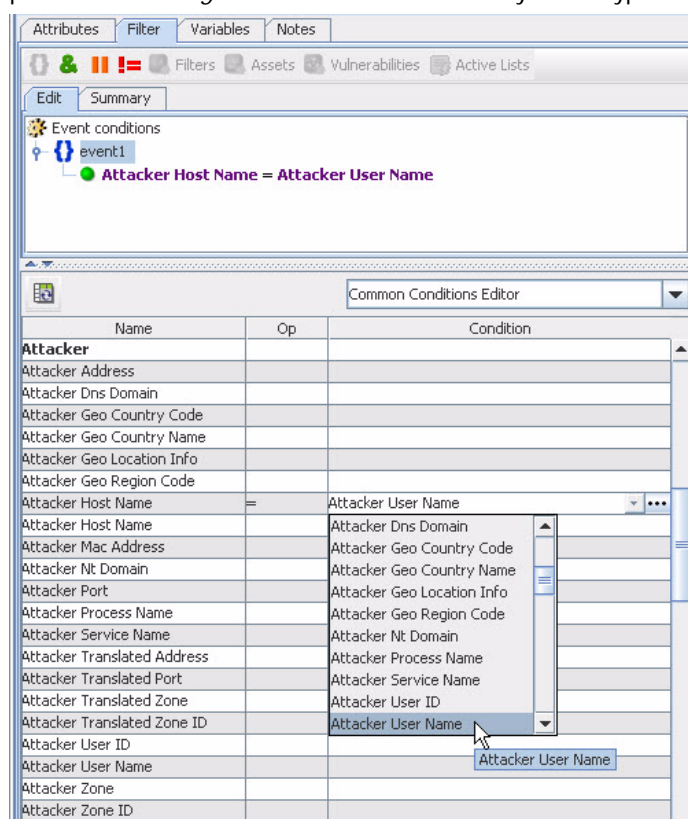 Attributes Filter Variables Notes
{} & || != Filters Assets Vulnerabilities Active Lists
Edit Summary
Event conditions
{} event1
Attacker Host Name = Attacker User Name
Common Conditions Editor
Name Op Condition
Attacker
Attacker Address
Attacker Dns Domain
Attacker Geo Country Code
Attacker Geo Country Name
Attacker Geo Location Info
Attacker Geo Region Code
Attacker Host Name = Attacker User Name •••
Attacker Host Name Attacker Dns Domain
Attacker Mac Address Attacker Geo Country Code
Attacker Nt Domain Attacker Geo Country Name
Attacker Port Attacker Geo Location Info
Attacker Process Name Attacker Geo Region Code
Attacker Service Name Attacker Nt Domain
Attacker Translated Address Attacker Process Name
Attacker Translated Port Attacker Service Name
Attacker Translated Zone Attacker User ID
Attacker Translated Zone ID Attacker User Name
Attacker User ID
Attacker User Name Attacker User Name
Attacker Zone
Attacker Zone ID